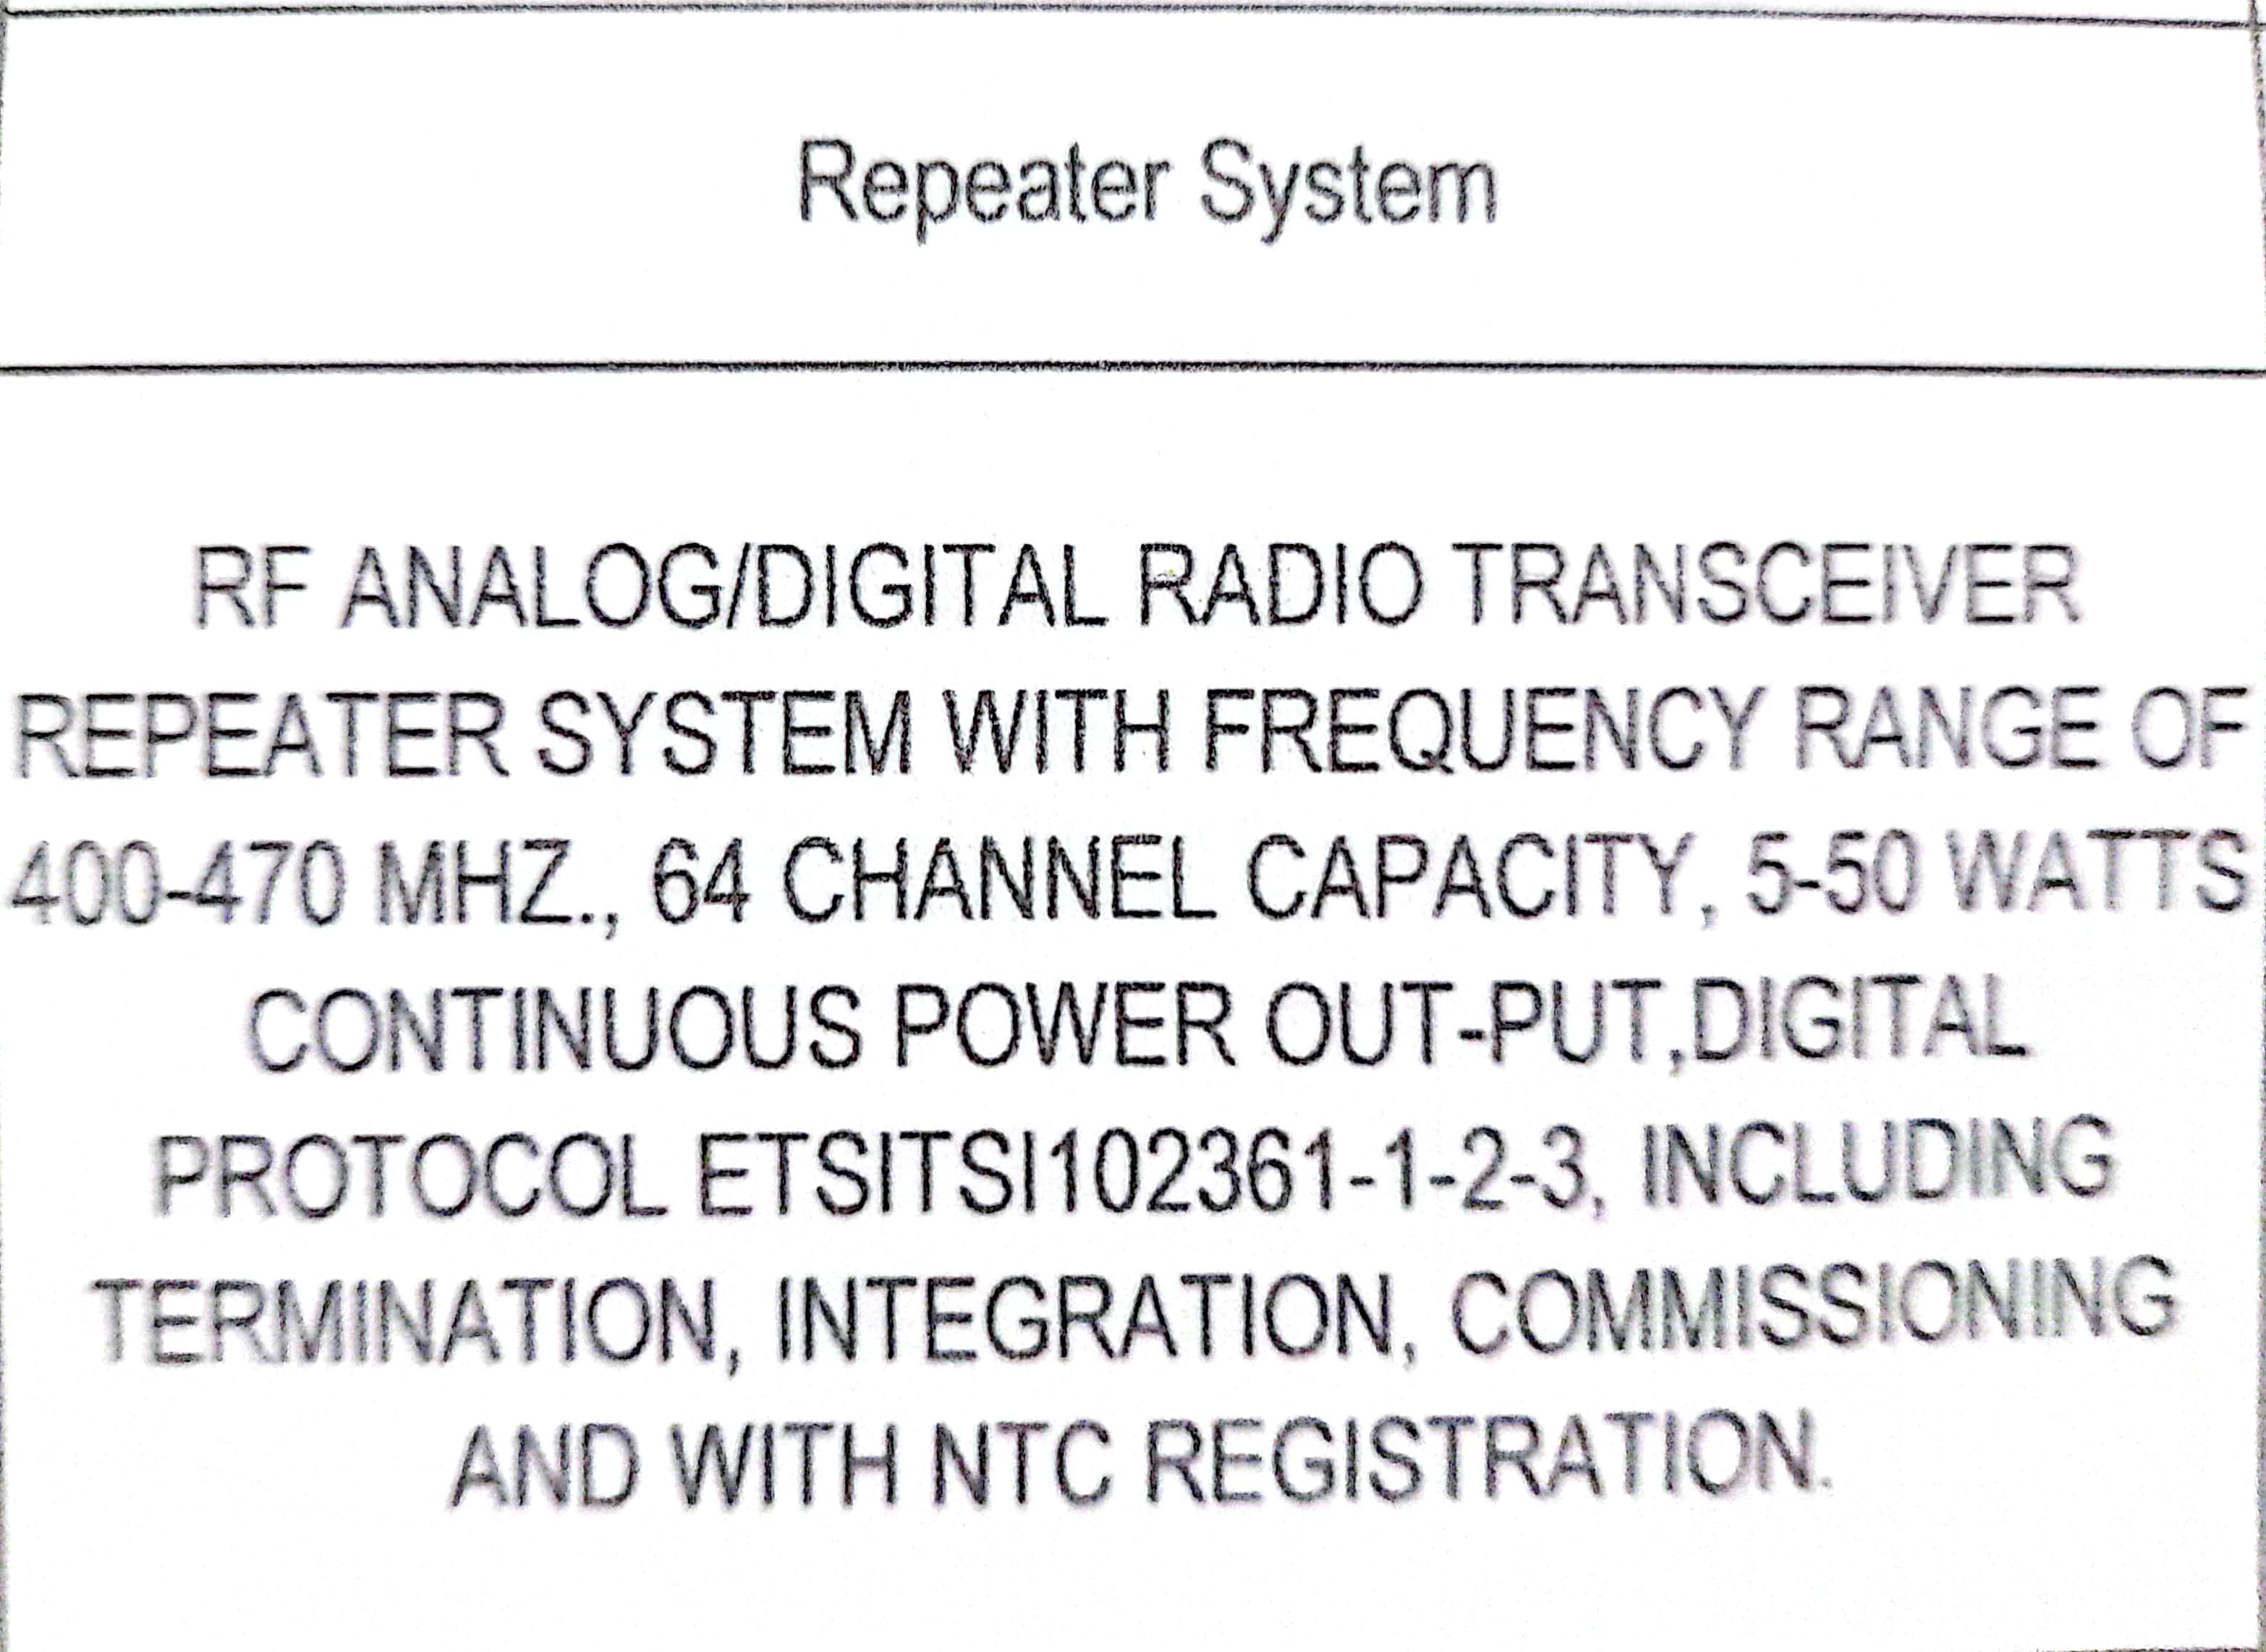 Repeater System
RF ANALOG/DIGITAL RADIO TRANSCEIVER
REPEATER SYSTEM WITH FREQUENCY RANGE OF
400-470 MHZ., 64 CHANNEL CAPACITY, 5-50 WATTS
CONTINUOUS POWER OUT-PUT,DIGITAL
PROTOCOL ETSITSI102361-1-2-3, INCLUDING
TERMINATION, INTEGRATION, COMMISSIONING
AND WITH NTC REGISTRATION.